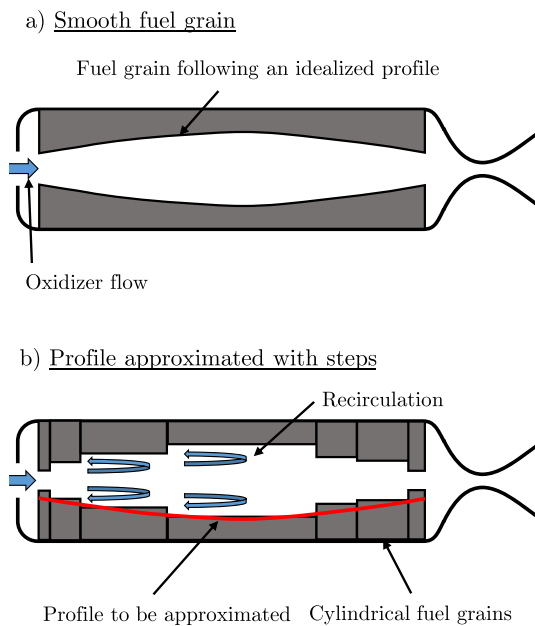 a) Smooth fuel grain
Fuel grain following an idealized profile
Oxidizer flow
b) Profile approximated with steps
Recirculation
Profile to be approximated
Cylindrical fuel grains